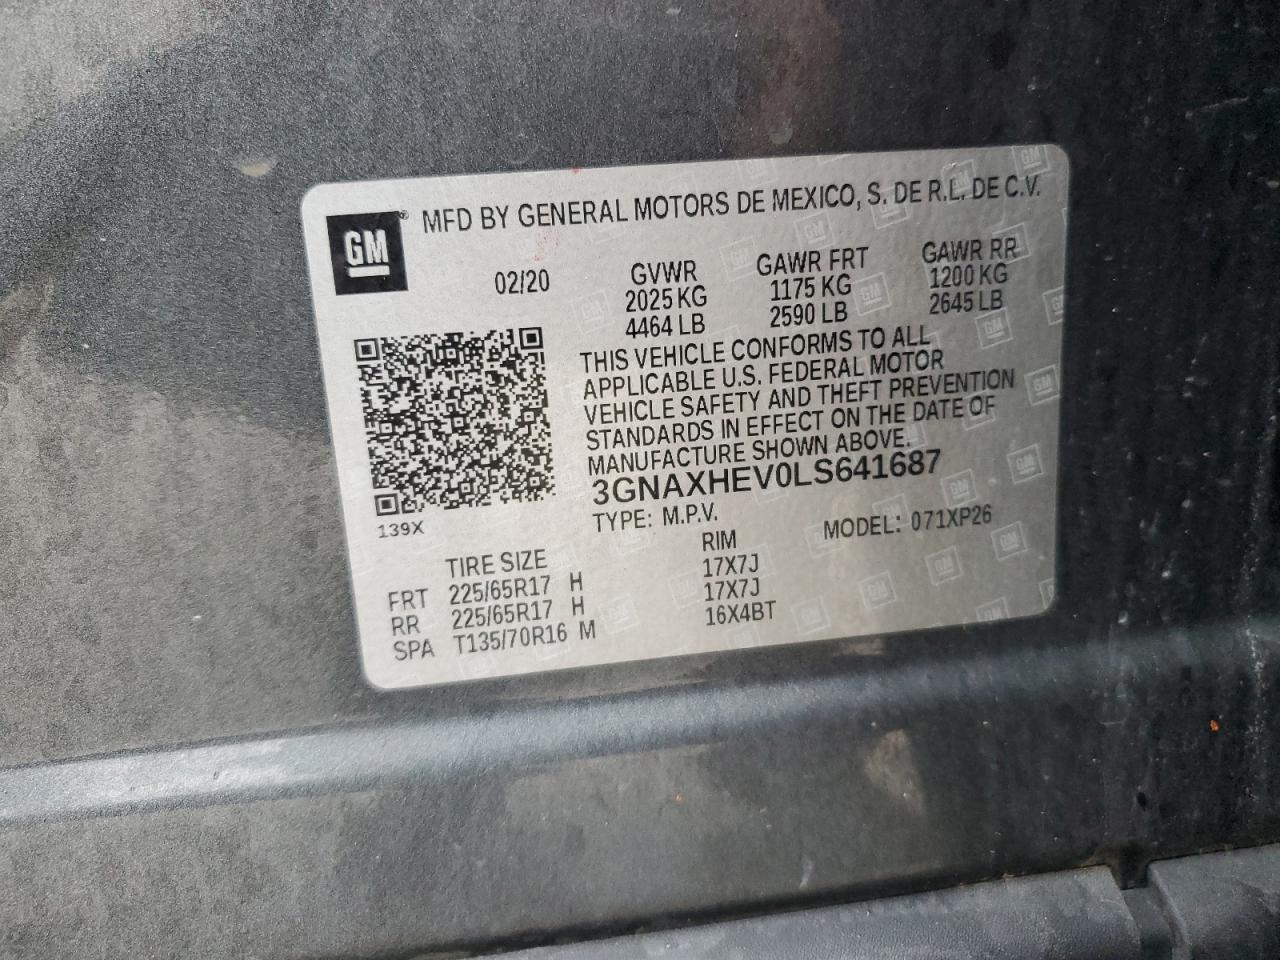 GM® MFD BY GENERAL MOTORS DE MEXICO, S. DE R.L. DE C.V.
02/20
GVWR GAWR FRT GAWR RR
2025 KG 1175 KG 1200 KG
4464 LB 2590 LB 2645 LB
THIS VEHICLE CONFORMS TO ALL
APPLICABLE U.S. FEDERAL MOTOR
VEHICLE SAFETY AND THEFT PREVENTION
STANDARDS IN EFFECT ON THE DATE OF
MANUFACTURE SHOWN ABOVE.
3GNAXHEV0LS641687
TYPE: M.P.V. MODEL: 071XP26
139X
TIRE SIZE RIM
FRT 225/65R17 H 17X7J
RR 225/65R17 H 17X7J
SPA T135/70R16 M 16X4BT